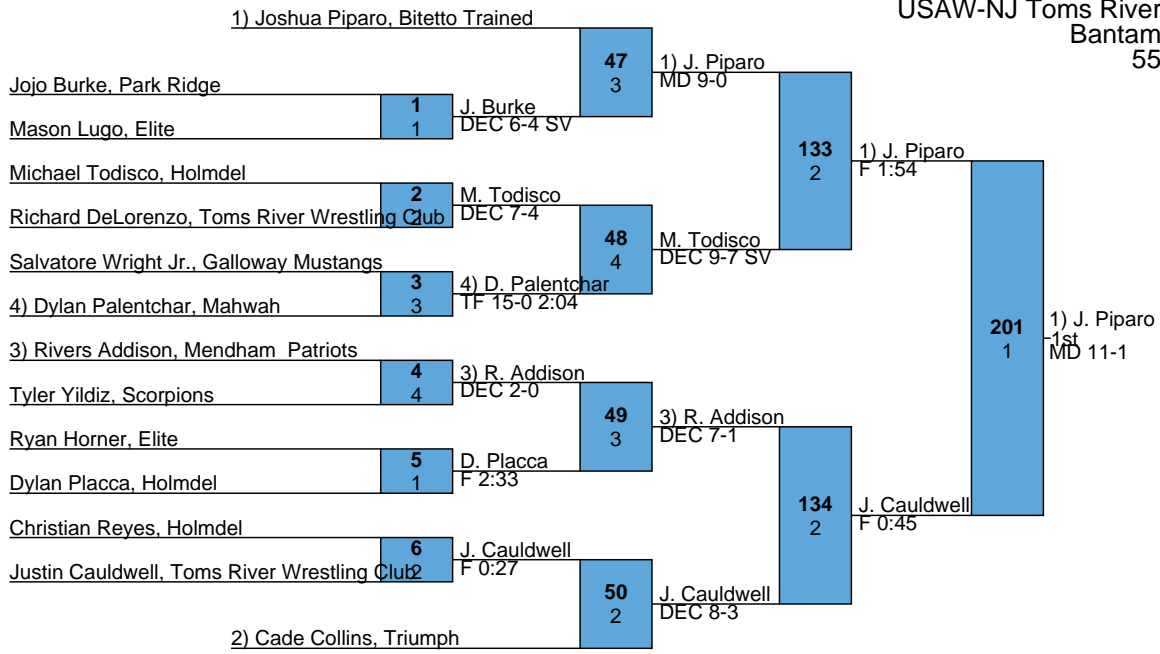 USAW-NJ Toms River
Bantam
55
1) Joshua Piparo, Bitetto Trained
47
3
1) J. Piparo
MD 9-0
Jojo Burke, Park Ridge
1
1
J. Burke
DEC 6-4 SV
Mason Lugo, Elite
133
2
1) J. Piparo
F 1:54
Michael Todisco, Holmdel
2
2
M. Todisco
DEC 7-4
Richard DeLorenzo, Toms River Wrestling Club
48
4
M. Todisco
DEC 9-7 SV
Salvatore Wright Jr., Galloway Mustangs
3
3
4) D. Palentchar
TF 15-0 2:04
4) Dylan Palentchar, Mahwah
201
1
1) J. Piparo
1st
MD 11-1
3) Rivers Addison, Mendham  Patriots
4
4
3) R. Addison
DEC 2-0
Tyler Yildiz, Scorpions
49
3
3) R. Addison
DEC 7-1
Ryan Horner, Elite
5
1
D. Placca
F 2:33
Dylan Placca, Holmdel
134
2
J. Cauldwell
F 0:45
Christian Reyes, Holmdel
6
2
J. Cauldwell
F 0:27
Justin Cauldwell, Toms River Wrestling Club
50
2
J. Cauldwell
DEC 8-3
2) Cade Collins, Triumph